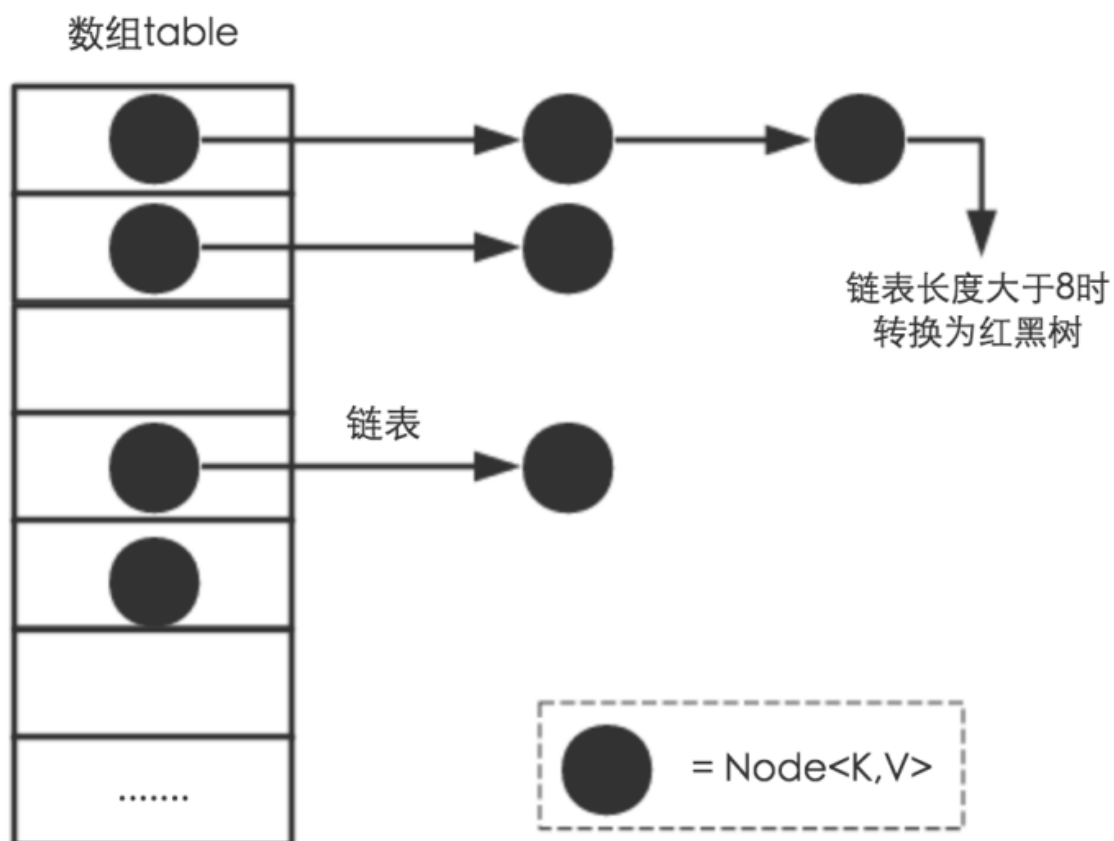 数组table
链表长度大于8时
转换为红黑树
链表
.......
= Node<K,V>